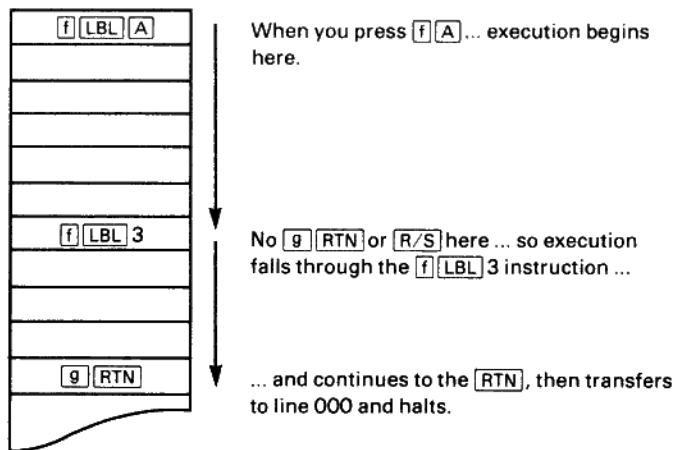 f LBL A
When you press f A ... execution begins
here.
f LBL 3
No g RTN or R/S here ... so execution
falls through the f LBL 3 instruction ...
g RTN
... and continues to the RTN, then transfers
to line 000 and halts.